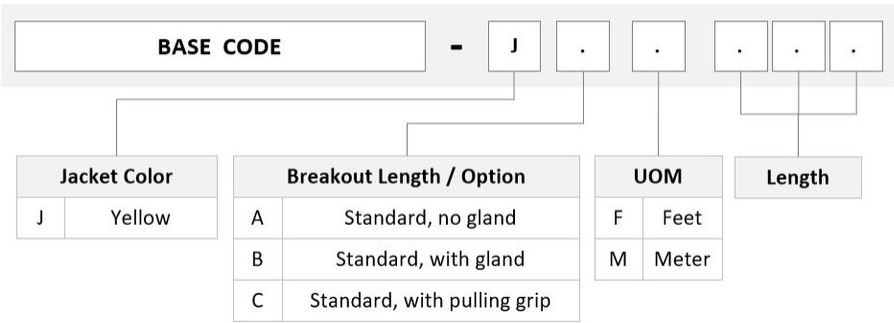 BASE CODE - J . . . . .
Jacket Color
J Yellow
Breakout Length / Option
A Standard, no gland
B Standard, with gland
C Standard, with pulling grip
UOM
F Feet
M Meter
Length